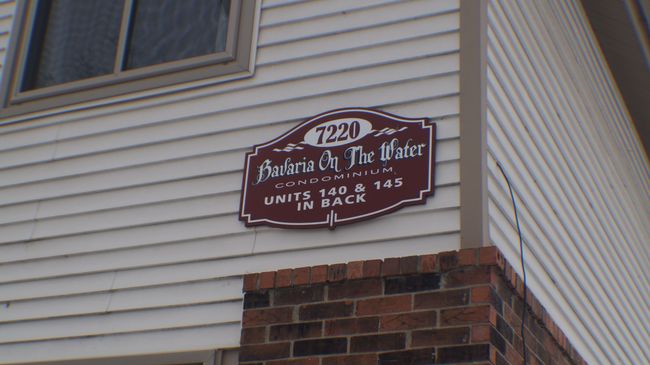 7220
Bavaria On The Water
CONDOMINIUM
UNITS 140 & 145
IN BACK